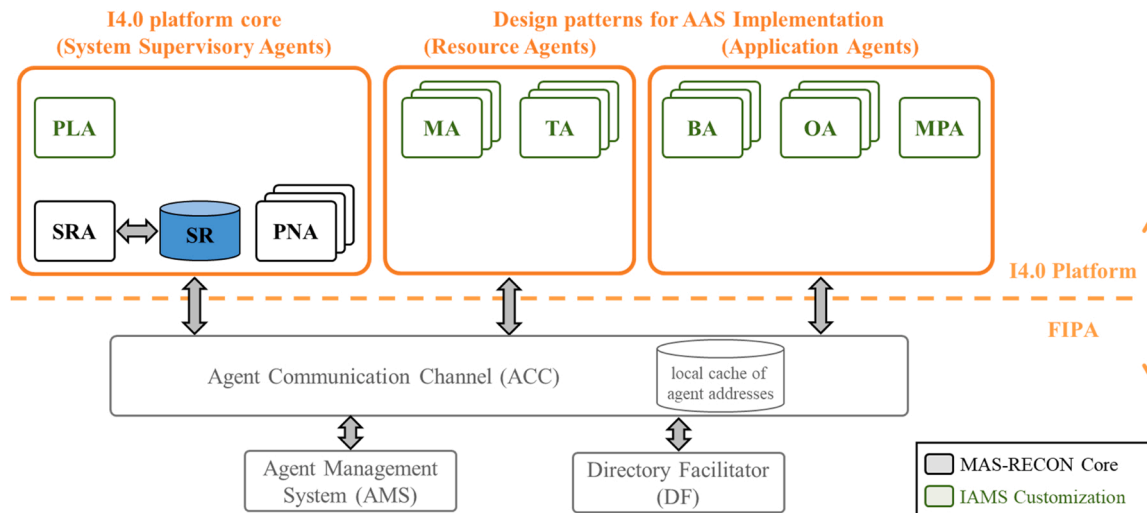 I4.0 platform core
(System Supervisory Agents)
Design patterns for AAS Implementation
(Resource Agents)
(Application Agents)
PLA
MA
TA
BA
OA
MPA
SRA
SR
PNA
I4.0 Platform
FIPA
Agent Communication Channel (ACC)
local cache of
agent addresses
Agent Management
System (AMS)
Directory Facilitator
(DF)
MAS-RECON Core
IAMS Customization